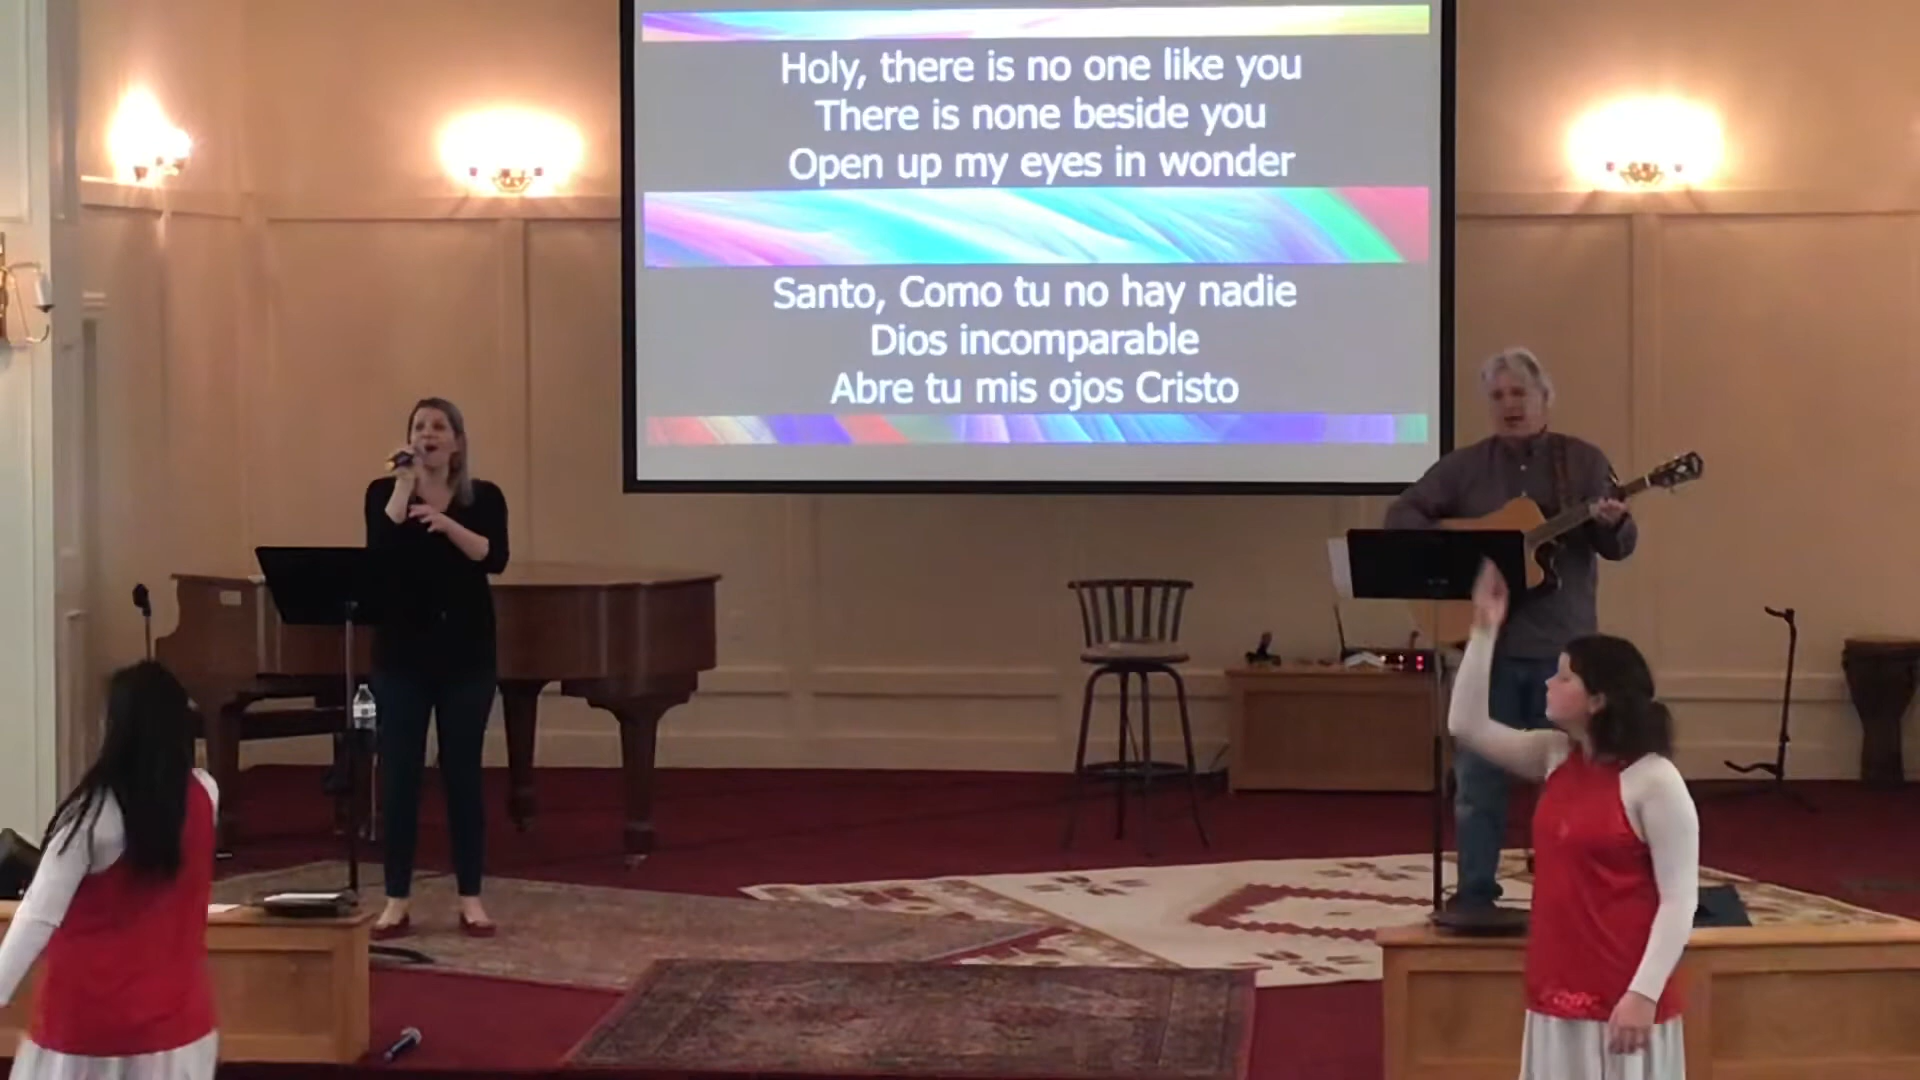 Holy, there is no one like you
There is none beside you
Open up my eyes in wonder
Santo, Como tu no hay nadie
Dios incomparable
Abre tu mis ojos Cristo